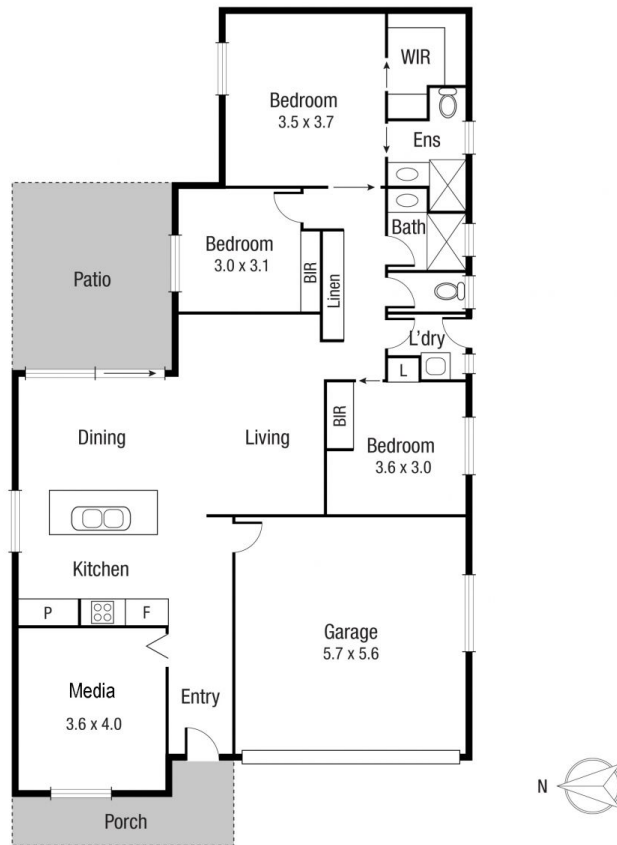 WIR
Bedroom
3.5 x 3.7
Ens
Bath
Bedroom
3.0 x 3.1
BIR
Linen
Patio
L'dry
L
BIR
Bedroom
3.6 x 3.0
Dining
Living
Kitchen
P
F
Garage
5.7 x 5.6
Media
3.6 x 4.0
Entry
Porch
N